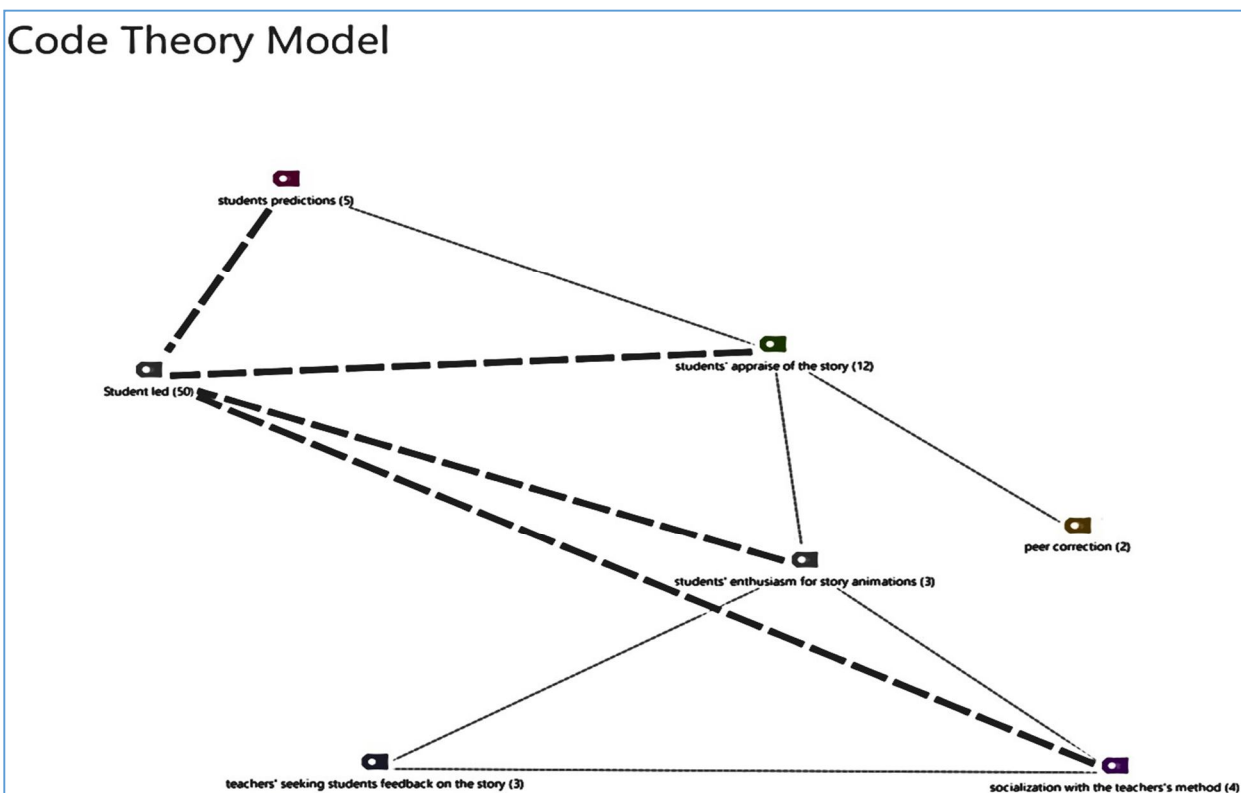 Code Theory Model
students predictions (5)
students' appraise of the story (12)
Student led (50)
peer correction (2)
students' enthusiasm for story animations (3)
teachers' seeking students feedback on the story (3)
socialization with the teachers's method (4)